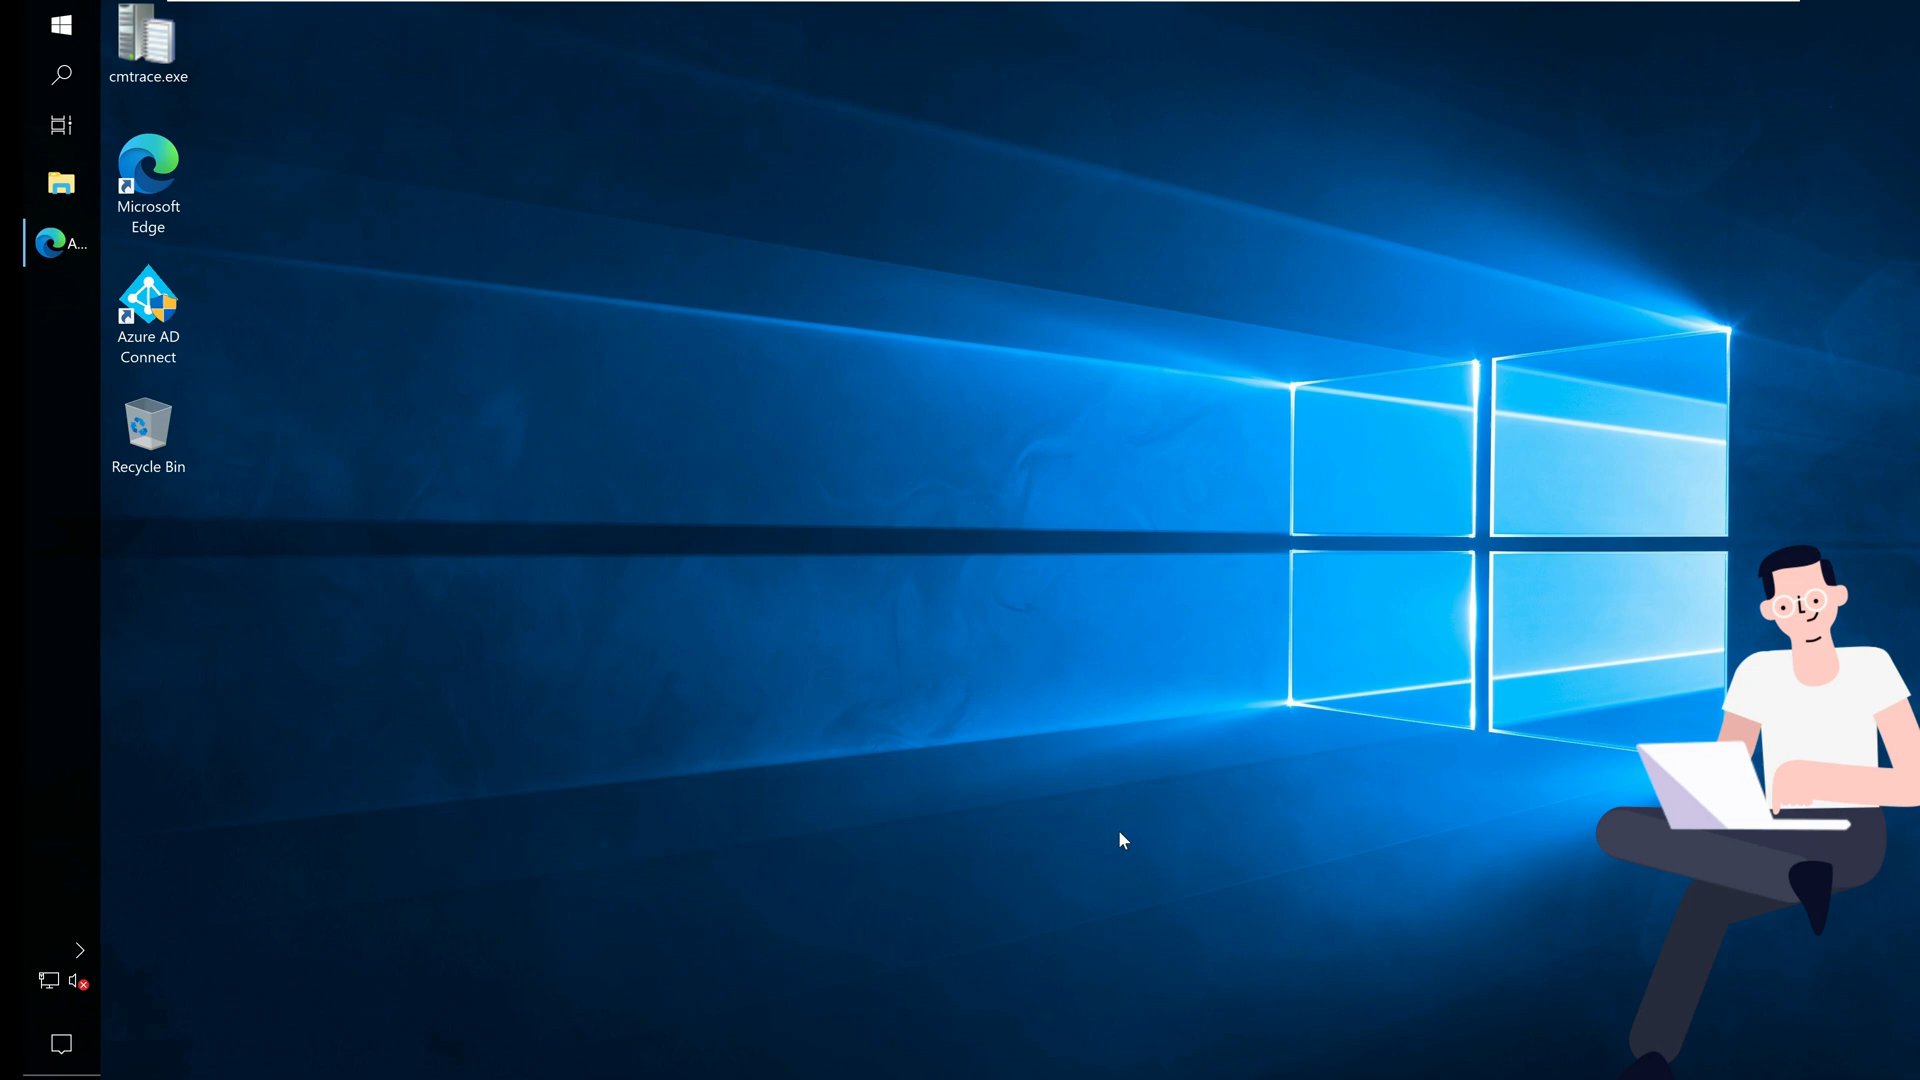 cmtrace.exe
Microsoft
Edge
A...
Azure AD
Connect
Recycle Bin